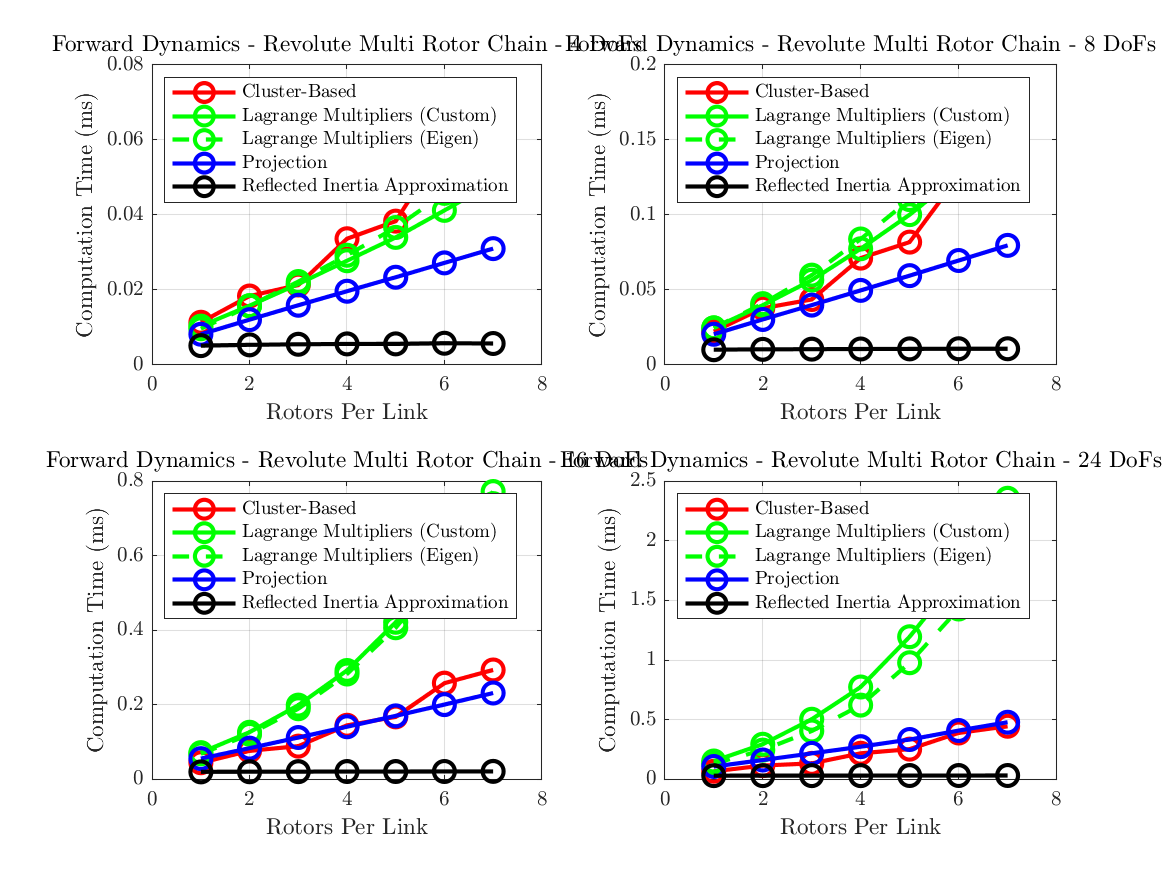 Forward Dynamics - Revolute Multi Rotor Chain - 4 DoFs
0.08
0.06
0.04
0.02
0
Computation Time (ms)
Cluster-Based
Lagrange Multipliers (Custom)
Lagrange Multipliers (Eigen)
Projection
Reflected Inertia Approximation
0 2 4 6 8
Rotors Per Link
Forward Dynamics - Revolute Multi Rotor Chain - 8 DoFs
0.2
0.15
0.1
0.05
0
Computation Time (ms)
Cluster-Based
Lagrange Multipliers (Custom)
Lagrange Multipliers (Eigen)
Projection
Reflected Inertia Approximation
0 2 4 6 8
Rotors Per Link
Forward Dynamics - Revolute Multi Rotor Chain - 16 DoFs
0.8
0.6
0.4
0.2
0
Computation Time (ms)
Cluster-Based
Lagrange Multipliers (Custom)
Lagrange Multipliers (Eigen)
Projection
Reflected Inertia Approximation
0 2 4 6 8
Rotors Per Link
Forward Dynamics - Revolute Multi Rotor Chain - 24 DoFs
2.5
2
1.5
1
0.5
0
Computation Time (ms)
Cluster-Based
Lagrange Multipliers (Custom)
Lagrange Multipliers (Eigen)
Projection
Reflected Inertia Approximation
0 2 4 6 8
Rotors Per Link